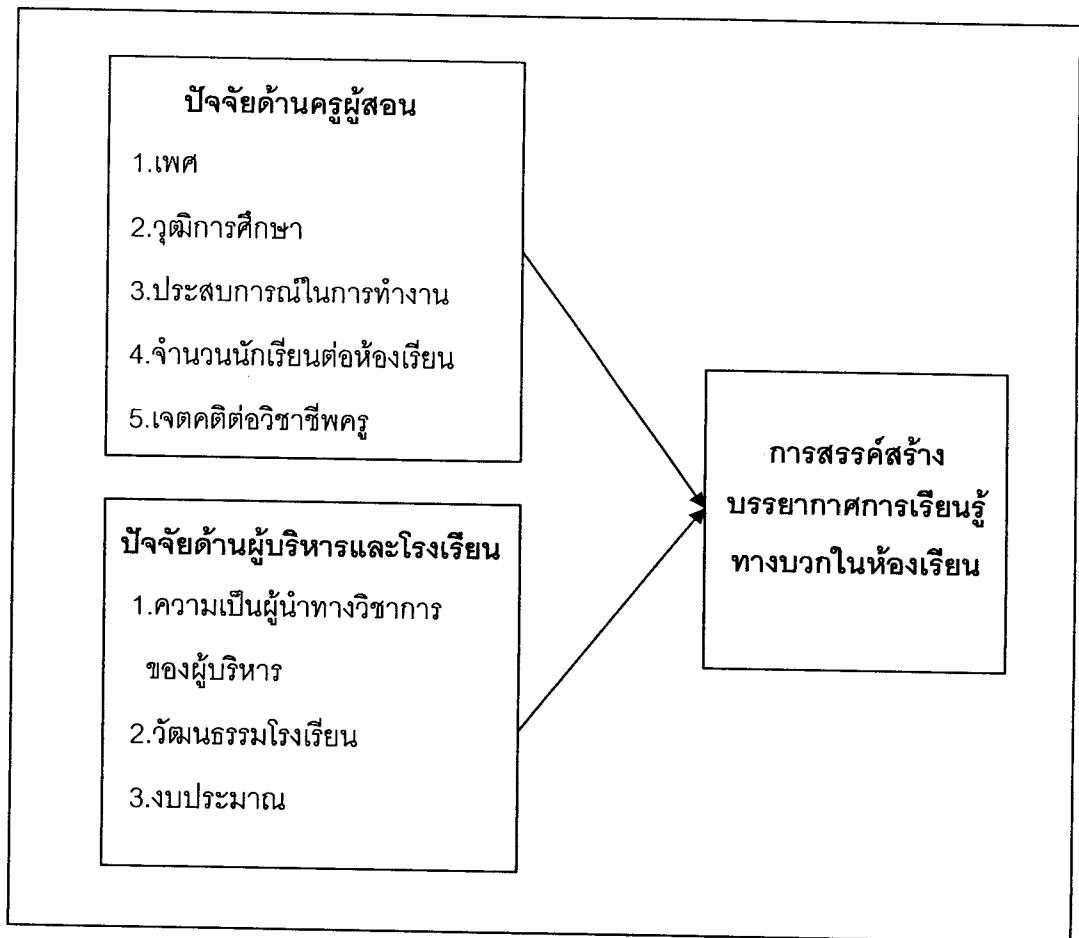 ปัจจัยด้านครูผู้สอน
1.เพศ
2.วุฒิการศึกษา
3.ประสบการณ์ในการทำงาน
4.จำนวนนักเรียนต่อห้องเรียน
5.เจตคติต่อวิชาชีพครู
ปัจจัยด้านผู้บริหารและโรงเรียน
1.ความเป็นผู้นำทางวิชาการ
ของผู้บริหาร
2.วัฒนธรรมโรงเรียน
3.งบประมาณ
การสรรค์สร้าง
บรรยากาศการเรียนรู้
ทางบวกในห้องเรียน